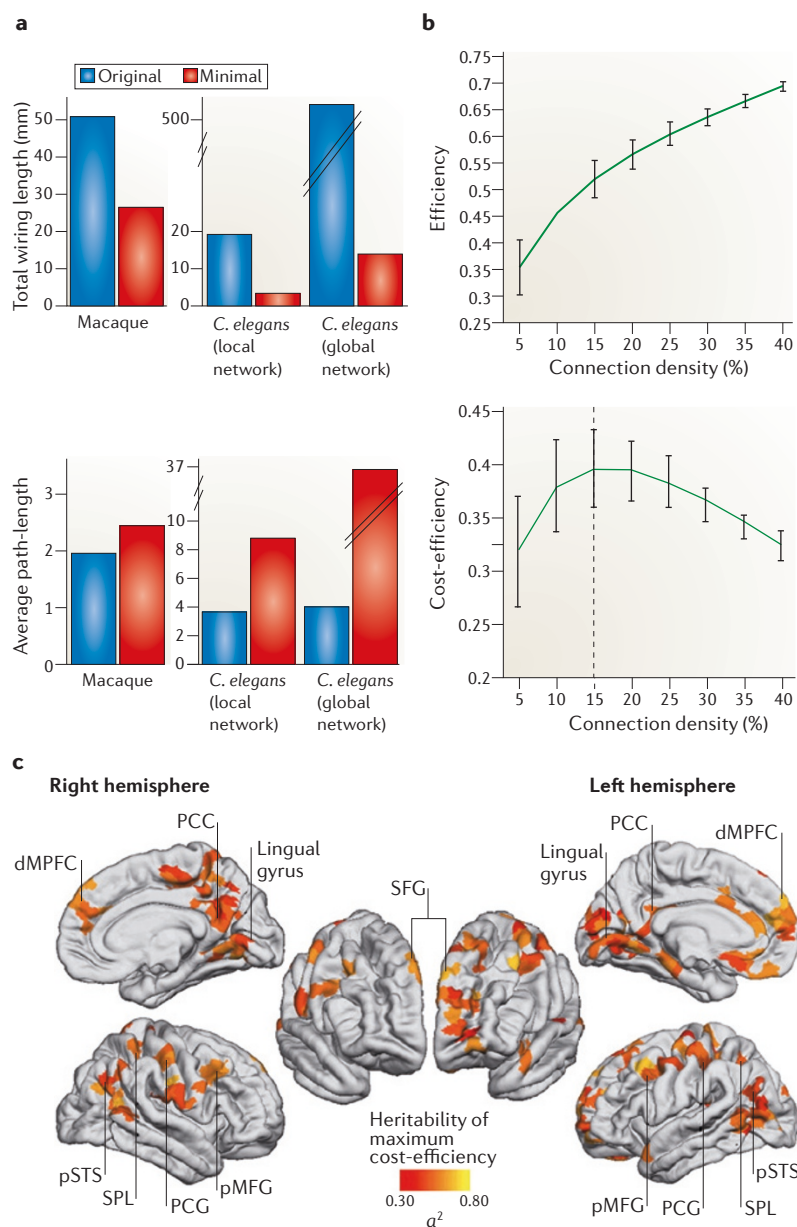 a
Original Minimal
Total wiring length (mm)
50
40
30
20
10
0
500
20
10
0
Macaque
C. elegans
(local
network)
C. elegans
(global
network)
Average path-length
3
2
1
0
37
10
8
6
4
2
0
Macaque
C. elegans
(local
network)
C. elegans
(global
network)
b
Efficiency
0.75
0.7
0.65
0.6
0.55
0.5
0.45
0.4
0.35
0.3
0.25
5 10 15 20 25 30 35 40
Connection density (%)
Cost-efficiency
0.45
0.4
0.35
0.3
0.25
0.2
5 10 15 20 25 30 35 40
Connection density (%)
c
Right hemisphere
Left hemisphere
PCC
dMPFC
Lingual
gyrus
SFG
Lingual
gyrus
PCC
dMPFC
pSTS
SPL
PCG
pMFG
Heritability of
maximum
cost-efficiency
0.30 0.80
a²
pMFG
PCG
SPL
pSTS